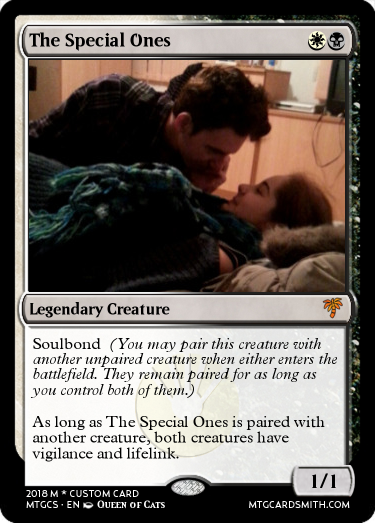 The Special Ones
Legendary Creature
Soulbond (You may pair this creature with
another unpaired creature when either enters the
battlefield. They remain paired for as long as
you control both of them.)
As long as The Special Ones is paired with
another creature, both creatures have
vigilance and lifelink.
1/1
2018 M * CUSTOM CARD
MTGCS • EN QUEEN OF CATS
MTGCARDSMITH.COM